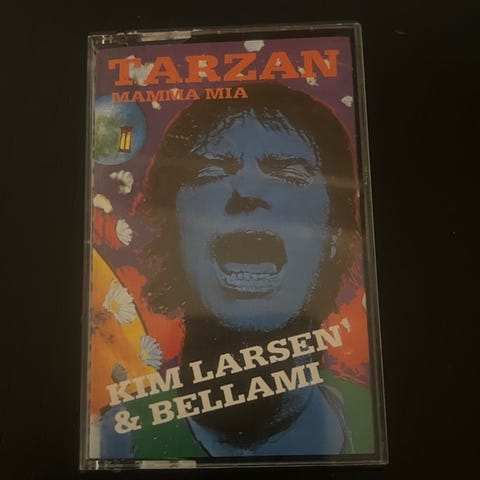 TARZAN
MAMMA MIA
KIM LARSEN
& BELLAMI